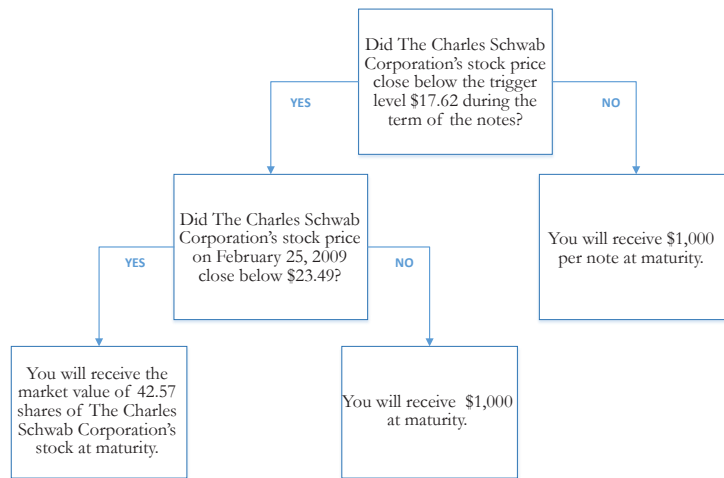 Did The Charles Schwab
Corporation's stock price
close below the trigger
level $17.62 during the
term of the notes?
YES
NO
Did The Charles Schwab
Corporation's stock price
on February 25, 2009
close below $23.49?
You will receive $1,000
per note at maturity.
YES
NO
You will receive the
market value of 42.57
shares of The Charles
Schwab Corporation's
stock at maturity.
You will receive $1,000
at maturity.